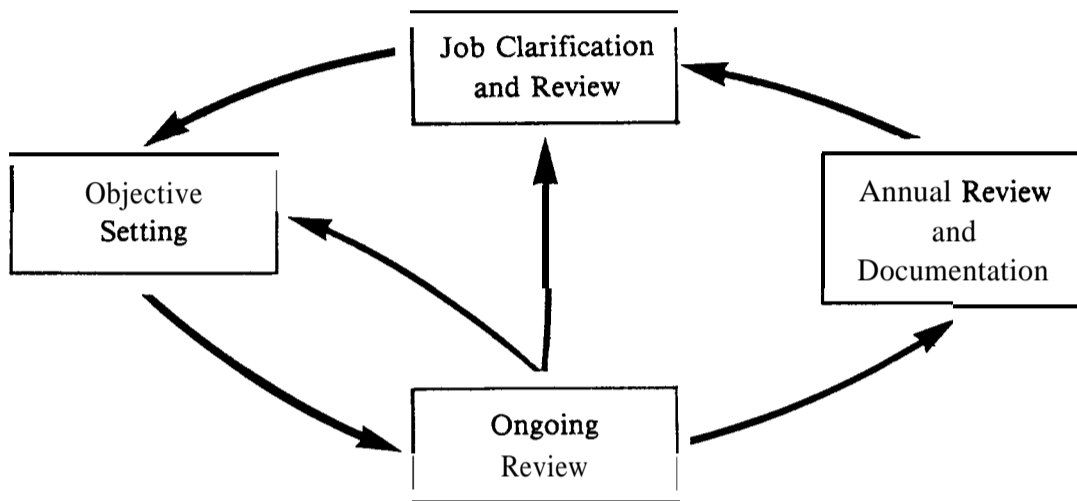 Job Clarification
and Review
Objective
Setting
Annual Review
and
Documentation
Ongoing
Review